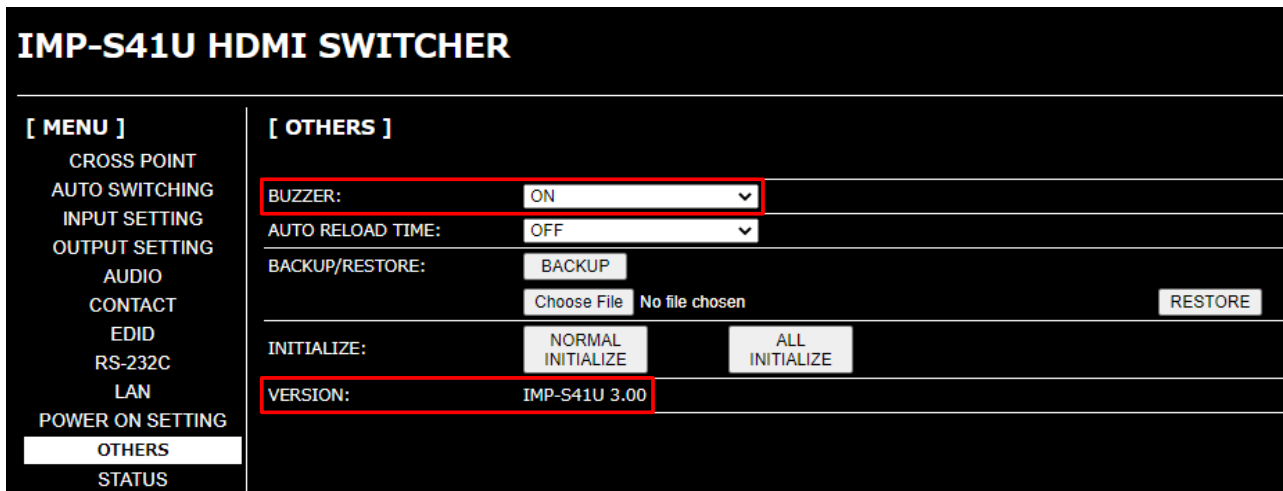 IMP-S41U HDMI SWITCHER
[ MENU ]
CROSS POINT
AUTO SWITCHING
INPUT SETTING
OUTPUT SETTING
AUDIO
CONTACT
EDID
RS-232C
LAN
POWER ON SETTING
OTHERS
STATUS
[ OTHERS ]
BUZZER: ON
AUTO RELOAD TIME: OFF
BACKUP/RESTORE: BACKUP
Choose File No file chosen RESTORE
INITIALIZE: NORMAL INITIALIZE ALL INITIALIZE
VERSION: IMP-S41U 3.00